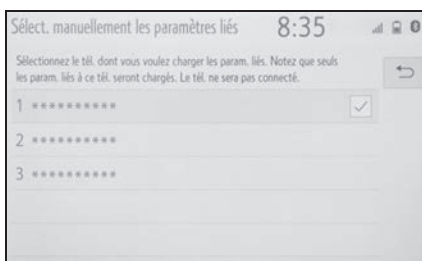 Sélect. manuellement les paramètres liés 8:35
Sélectionnez le tél. dont vous voulez charger les param. liés. Notez que seuls
les param. liés à ce tél. seront chargés. Le tél. ne sera pas connecté.
1 **********
2 **********
3 **********